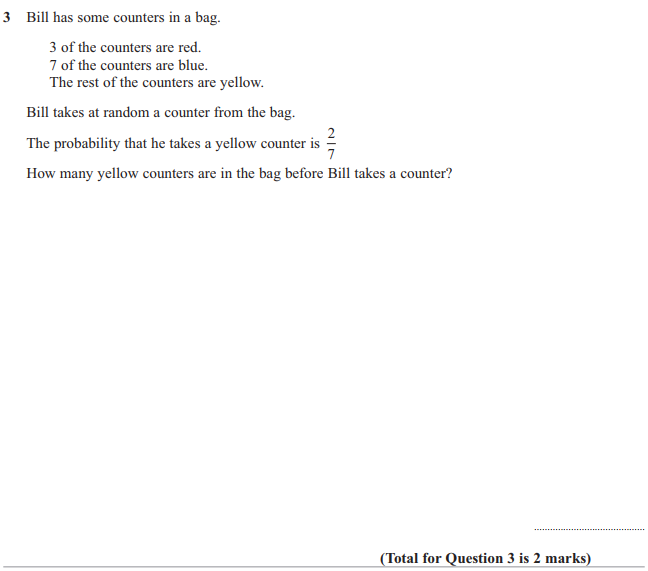 3 Bill has some counters in a bag.
3 of the counters are red.
7 of the counters are blue.
The rest of the counters are yellow.
Bill takes at random a counter from the bag.
The probability that he takes a yellow counter is 2/7
How many yellow counters are in the bag before Bill takes a counter?
(Total for Question 3 is 2 marks)